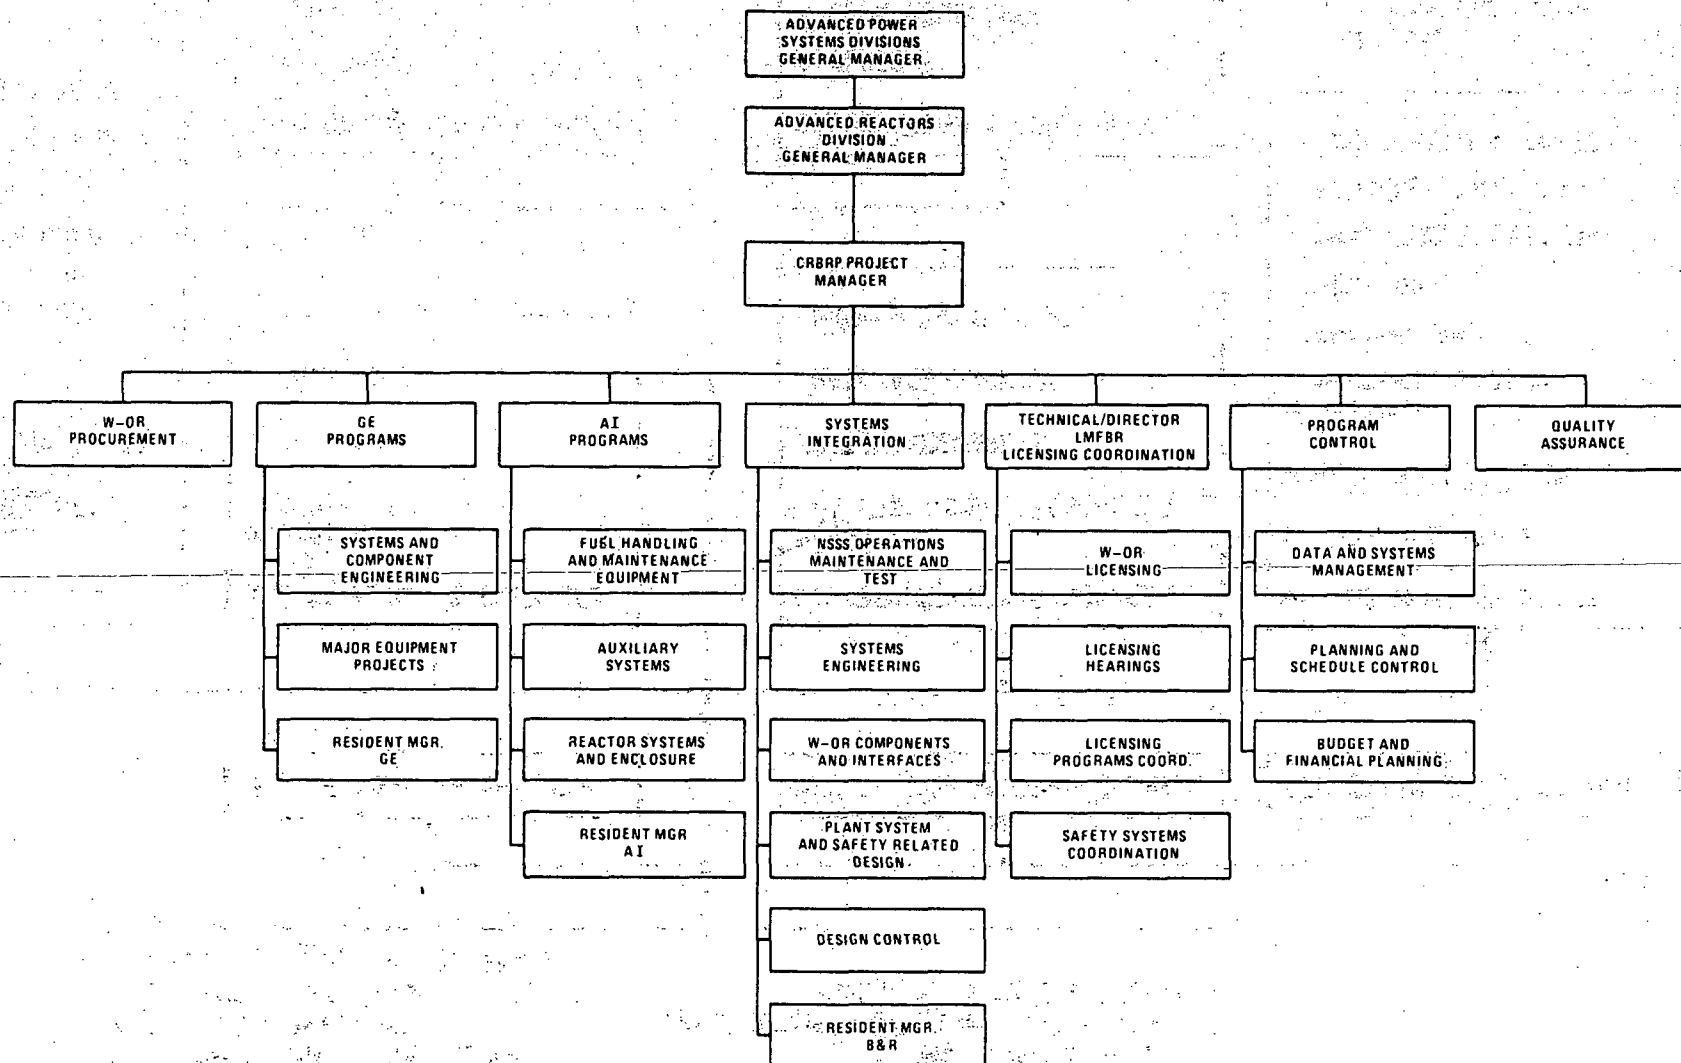 ADVANCED POWER
SYSTEMS DIVISIONS
GENERAL MANAGER
ADVANCED REACTORS
DIVISION
GENERAL MANAGER
CRBRP PROJECT
MANAGER
W-OR
PROCUREMENT
GE
PROGRAMS
AI
PROGRAMS
SYSTEMS
INTEGRATION
TECHNICAL/DIRECTOR
LMFBR
LICENSING COORDINATION
PROGRAM
CONTROL
QUALITY
ASSURANCE
SYSTEMS AND
COMPONENT
ENGINEERING
MAJOR EQUIPMENT
PROJECTS
RESIDENT MGR.
GE
FUEL HANDLING
AND MAINTENANCE
EQUIPMENT
AUXILIARY
SYSTEMS
REACTOR SYSTEMS
AND ENCLOSURE
RESIDENT MGR
AI
NSSS OPERATIONS
MAINTENANCE AND
TEST
SYSTEMS
ENGINEERING
W-OR COMPONENTS
AND INTERFACES
PLANT SYSTEM
AND SAFETY RELATED
DESIGN
DESIGN CONTROL
RESIDENT MGR.
B&R
W-OR
LICENSING
LICENSING
HEARINGS
LICENSING
PROGRAMS COORD.
SAFETY SYSTEMS
COORDINATION
DATA AND SYSTEMS
MANAGEMENT
PLANNING AND
SCHEDULE CONTROL
BUDGET AND
FINANCIAL PLANNING